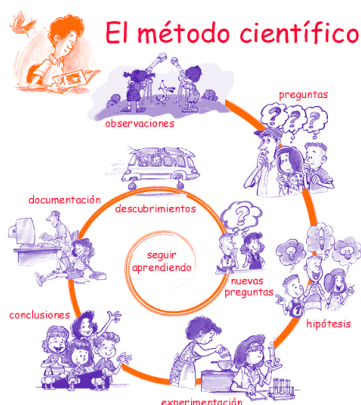 El método científico
observaciones
preguntas
hipótesis
experimentación
conclusiones
documentación
descubrimientos
nuevas
preguntas
seguir
aprendiendo